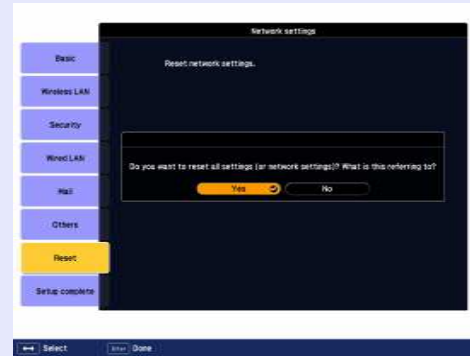 Network settings
Basic
Reset network settings.
Wireless LAN
Security
Wired LAN
Do you want to reset all settings (or network settings)? What is this referring to?
Yes
No
Mail
Others
Reset
Setup complete
Select
Enter
Done